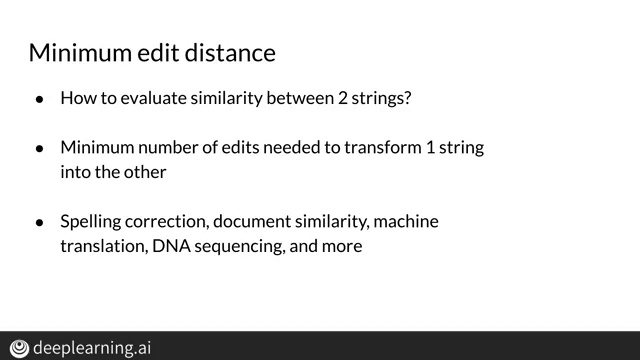 Minimum edit distance
● How to evaluate similarity between 2 strings?
● Minimum number of edits needed to transform 1 string
into the other
● Spelling correction, document similarity, machine
translation, DNA sequencing, and more
deeplearning.ai